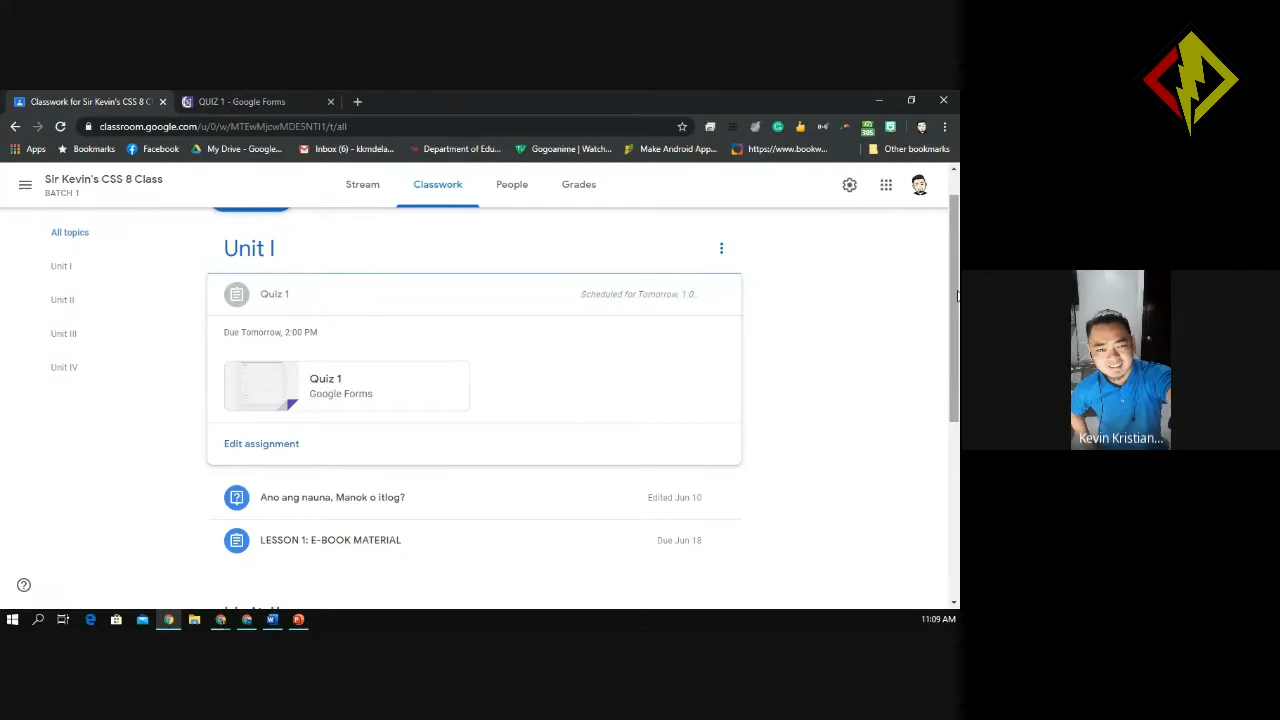 Classwork for Sir Kevin's CSS 8 C
QUIZ 1 - Google Forms
classroom.google.com/u/0/w/MTEwMjcwMDE5NTI1/t/all
Apps
Bookmarks
Facebook
My Drive - Google...
Inbox (6) - kkmdela...
Department of Edu...
Gogoanime | Watch...
Make Android App...
https://www.bookw...
Other bookmarks
Sir Kevin's CSS 8 Class
BATCH 1
Stream
Classwork
People
Grades
All topics
Unit I
Unit II
Unit III
Unit IV
Unit I
Quiz 1
Scheduled for Tomorrow, 1:0...
Due Tomorrow, 2:00 PM
Quiz 1
Google Forms
Edit assignment
Ano ang nauna, Manok o itlog?
Edited Jun 10
LESSON 1: E-BOOK MATERIAL
Due Jun 18
Kevin Kristian...
11:09 AM